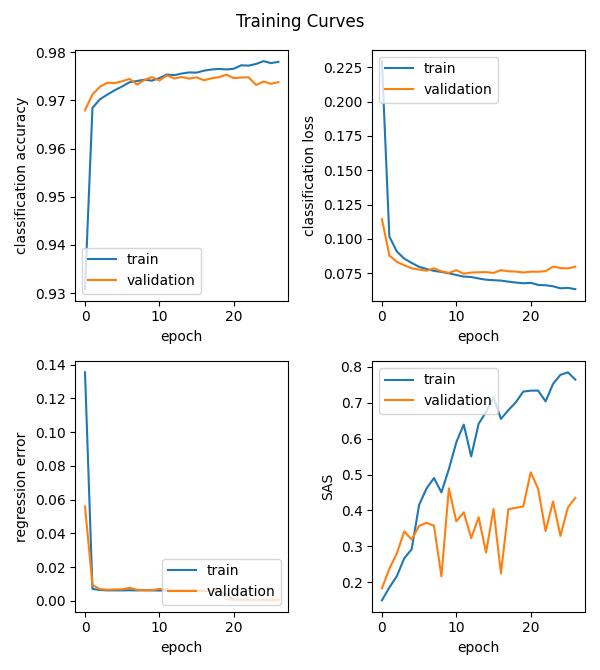 Training Curves
classification accuracy
0.98
0.97
0.96
0.95
0.94
0.93
train
validation
0 10 20
epoch
classification loss
0.225
0.200
0.175
0.150
0.125
0.100
0.075
train
validation
0 10 20
epoch
regression error
0.14
0.12
0.10
0.08
0.06
0.04
0.02
0.00
train
validation
0 10 20
epoch
SAS
0.8
0.7
0.6
0.5
0.4
0.3
0.2
train
validation
0 10 20
epoch